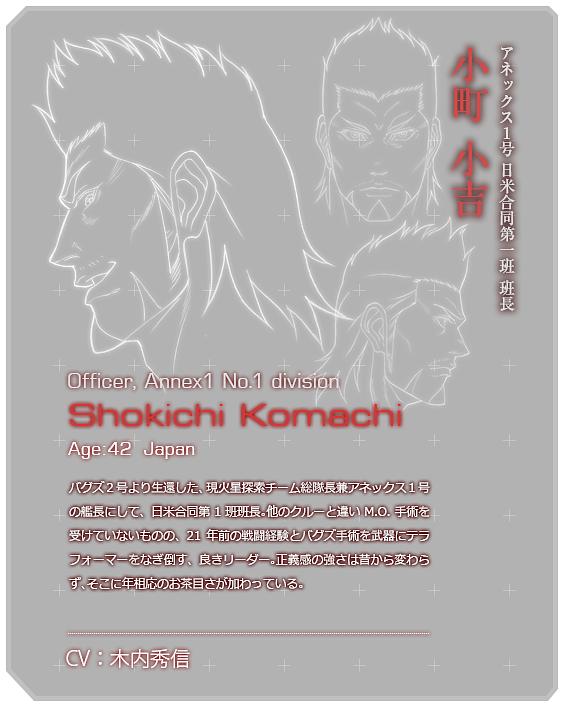 アネックス1号 日米合同第一班 班長
小町 小吉
Officer, Annex1 No.1 division
Shokichi Komachi
Age:42 Japan
バグズ2号より生還した、現火星探索チーム総隊長兼アネックス1号
の艦長にして、日米合同第1班班長。他のクルーと違いM.O.手術を
受けていないものの、21年前の戦闘経験とバグズ手術を武器にテラ
フォーマーをなぎ倒す、良きリーダー。正義感の強さは昔から変わら
ず、そこに年相応のお茶目さが加わっている。
CV：木内秀信